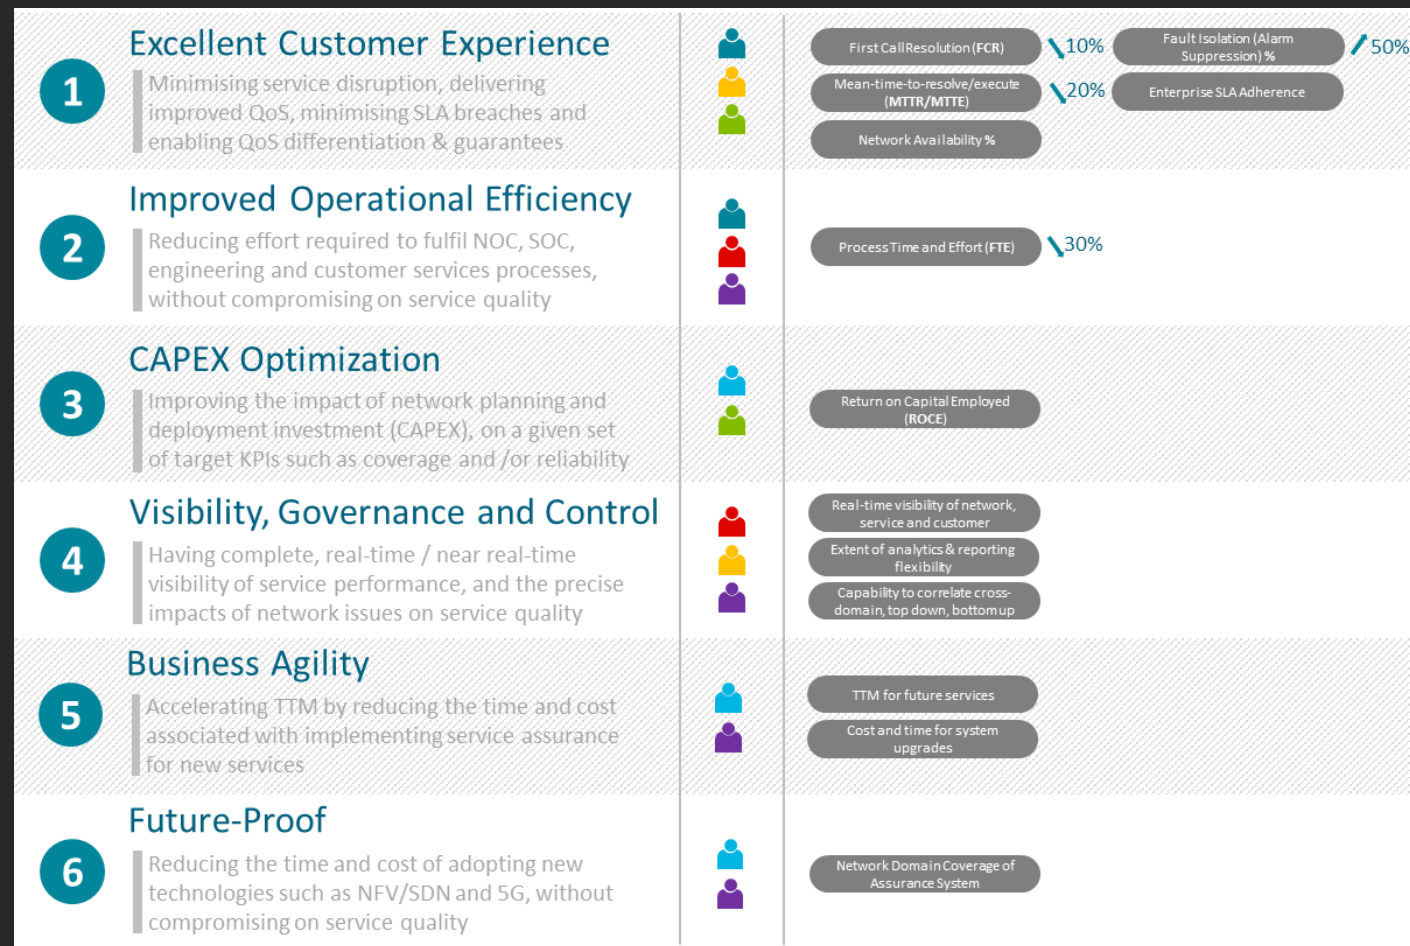 1
Excellent Customer Experience
Minimising service disruption, delivering
improved QoS, minimising SLA breaches and
enabling QoS differentiation & guarantees
First Call Resolution (FCR)
10%
Fault Isolation (Alarm
Suppression) %
50%
Mean-time-to-resolve/execute
(MTTR/MTTE)
20%
Enterprise SLA Adherence
Network Availability %
2
Improved Operational Efficiency
Reducing effort required to fulfil NOC, SOC,
engineering and customer services processes,
without compromising on service quality
Process Time and Effort (FTE)
30%
3
CAPEX Optimization
Improving the impact of network planning and
deployment investment (CAPEX), on a given set
of target KPIs such as coverage and /or reliability
Return on Capital Employed
(ROCE)
4
Visibility, Governance and Control
Having complete, real-time / near real-time
visibility of service performance, and the precise
impacts of network issues on service quality
Real-time visibility of network,
service and customer
Extent of analytics & reporting
flexibility
Capability to correlate cross-
domain, top down, bottom up
5
Business Agility
Accelerating TTM by reducing the time and cost
associated with implementing service assurance
for new services
TTM for future services
Cost and time for system
upgrades
6
Future-Proof
Reducing the time and cost of adopting new
technologies such as NFV/SDN and 5G, without
compromising on service quality
Network Domain Coverage of
Assurance System